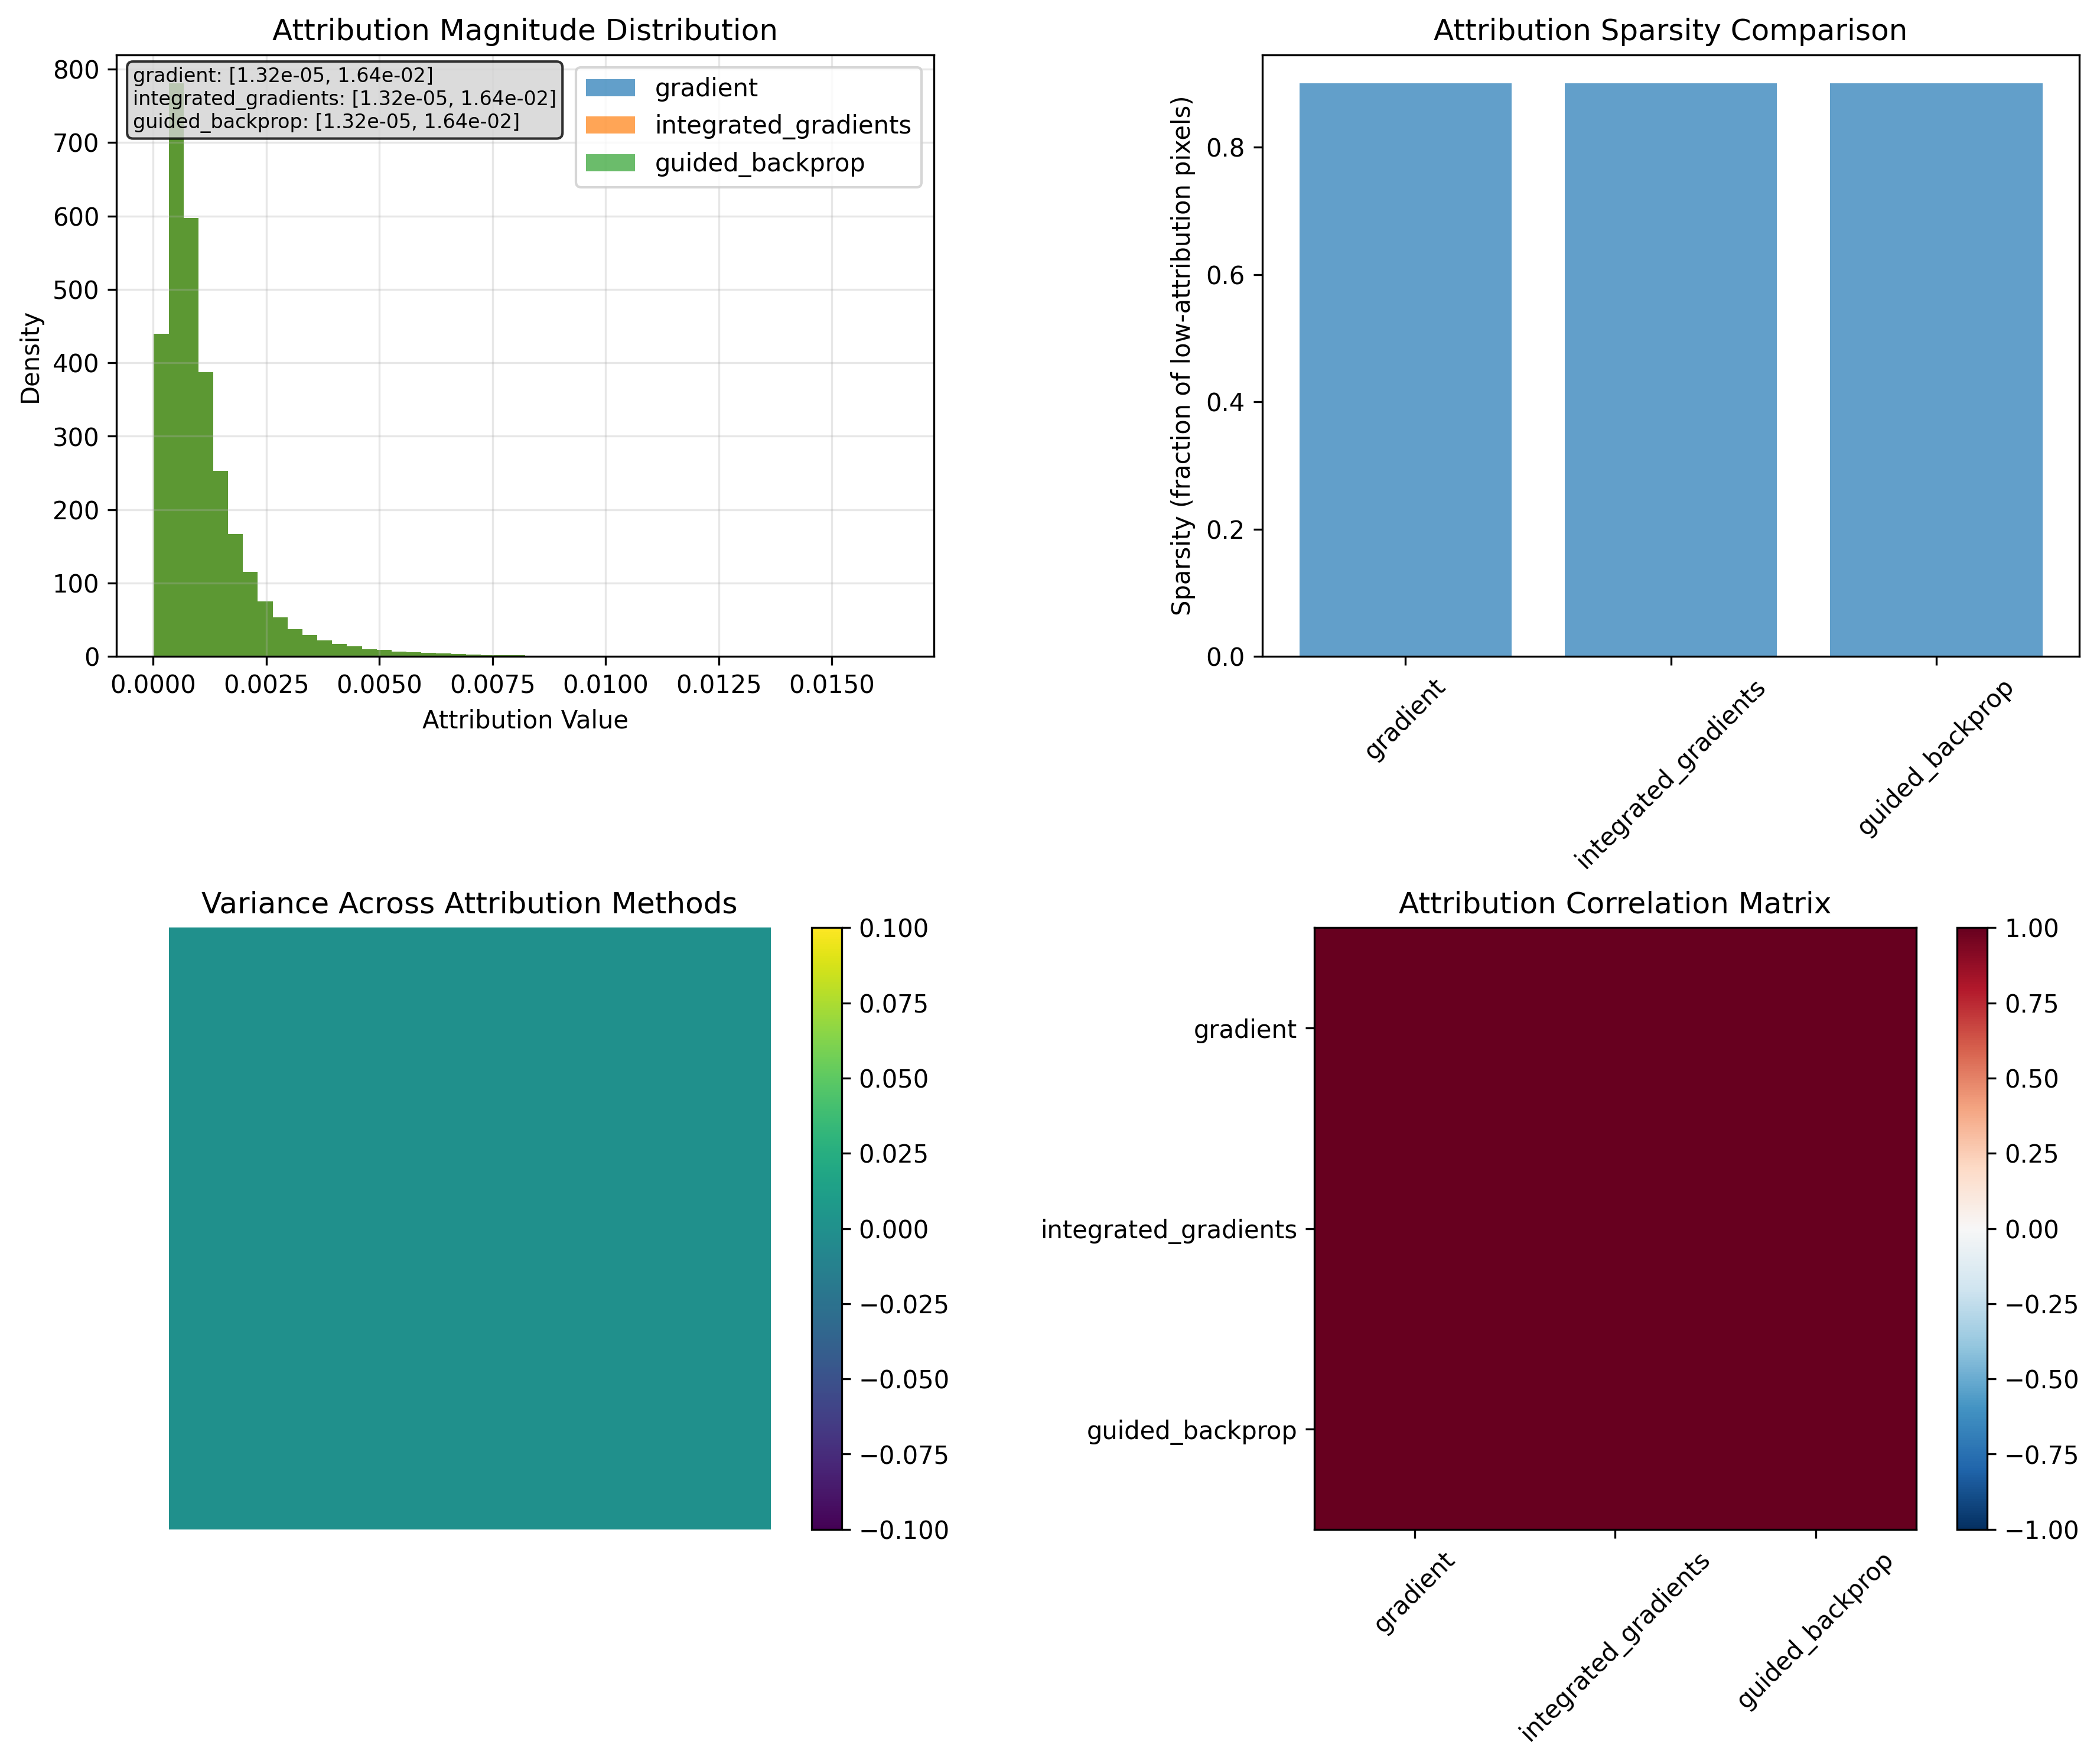 Attribution Magnitude Distribution
800
700
600
500
400
300
200
100
0
Density
gradient: [1.32e-05, 1.64e-02]
integrated_gradients: [1.32e-05, 1.64e-02]
guided_backprop: [1.32e-05, 1.64e-02]
gradient
integrated_gradients
guided_backprop
0.0000 0.0025 0.0050 0.0075 0.0100 0.0125 0.0150
Attribution Value
Attribution Sparsity Comparison
Sparsity (fraction of low-attribution pixels)
0.8
0.6
0.4
0.2
0.0
gradient
integrated_gradients
guided_backprop
Variance Across Attribution Methods
0.100
0.075
0.050
0.025
0.000
−0.025
−0.050
−0.075
−0.100
Attribution Correlation Matrix
gradient
integrated_gradients
guided_backprop
gradient
integrated_gradients
guided_backprop
1.00
0.75
0.50
0.25
0.00
−0.25
−0.50
−0.75
−1.00